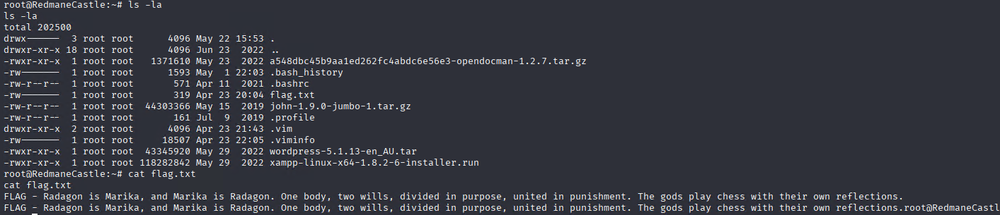 root@RedmaneCastle:~# ls -la
ls -la
total 202500
drwx------  3 root root      4096 May 22 15:53 .
drwxr-xr-x 18 root root      4096 Jun 23  2022 ..
-rwxr-xr-x  1 root root   1371610 May 23  2022 a548dbc45b9aa1ed262fc4abdc6e56e3-opendocman-1.2.7.tar.gz
-rw-------  1 root root      1593 May  1 22:03 .bash_history
-rw-r--r--  1 root root       571 Apr 11  2021 .bashrc
-rw-------  1 root root       319 Apr 23 20:04 flag.txt
-rw-r--r--  1 root root  44303366 May 15  2019 john-1.9.0-jumbo-1.tar.gz
-rw-r--r--  1 root root       161 Jul  9  2019 .profile
drwxr-xr-x  2 root root      4096 Apr 23 21:43 .vim
-rw-------  1 root root     18507 Apr 23 22:05 .viminfo
-rwxr-xr-x  1 root root  43345920 May 29  2022 wordpress-5.1.13-en_AU.tar
-rwxr-xr-x  1 root root 118282842 May 29  2022 xampp-linux-x64-1.8.2-6-installer.run
root@RedmaneCastle:~# cat flag.txt
cat flag.txt
FLAG - Radagon is Marika, and Marika is Radagon. One body, two wills, divided in purpose, united in punishment. The gods play chess with their own reflections.
FLAG - Radagon is Marika, and Marika is Radagon. One body, two wills, divided in purpose, united in punishment. The gods play chess with their own reflections.root@RedmaneCastl